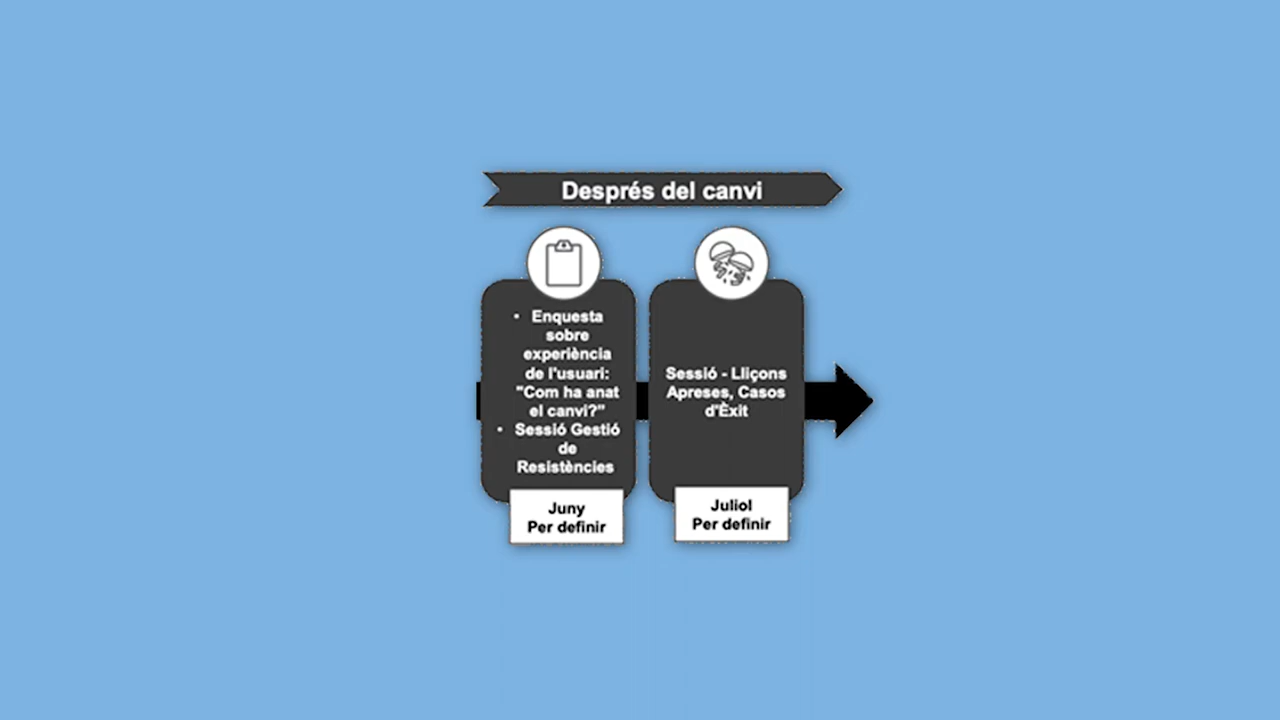 Després del canvi
• Enquesta
sobre
experiència
de l'usuari:
"Com ha anat
el canvi?"
• Sessió Gestió
de
Resistències
Juny
Per definir
Sessió - Lliçons
Apreses, Casos
d'Èxit
Juliol
Per definir